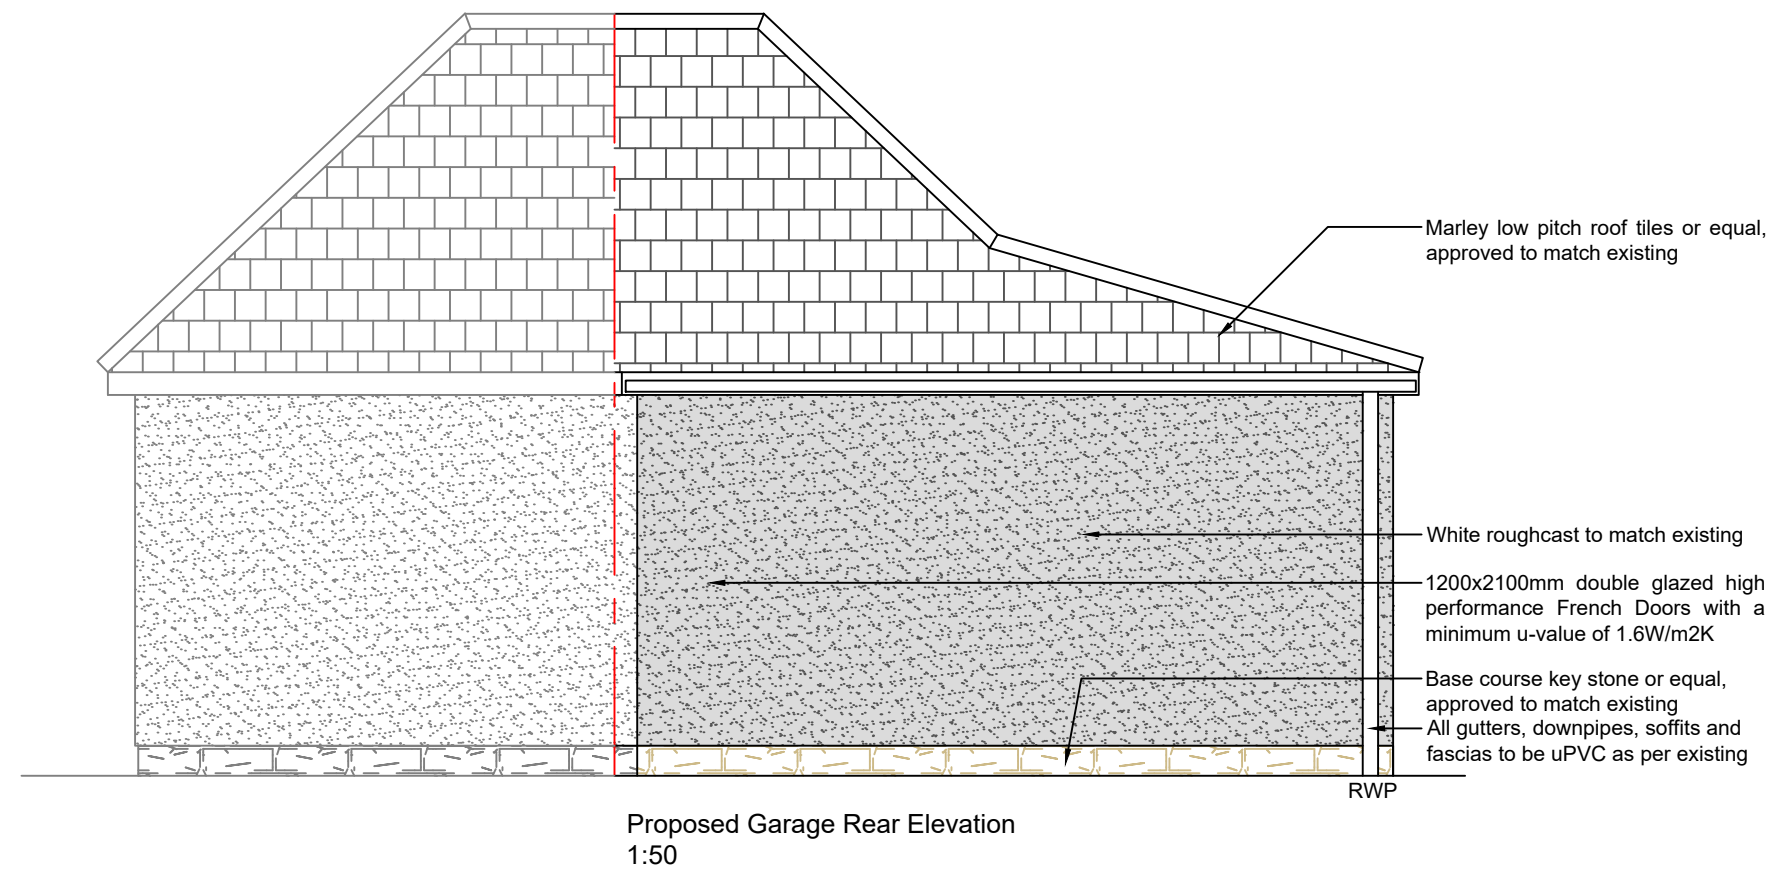 Marley low pitch roof tiles or equal,
approved to match existing
White roughcast to match existing
1200x2100mm double glazed high
performance French Doors with a
minimum u-value of 1.6W/m2K
Base course key stone or equal,
approved to match existing
All gutters, downpipes, soffits and
fascias to be uPVC as per existing
RWP
Proposed Garage Rear Elevation
1:50